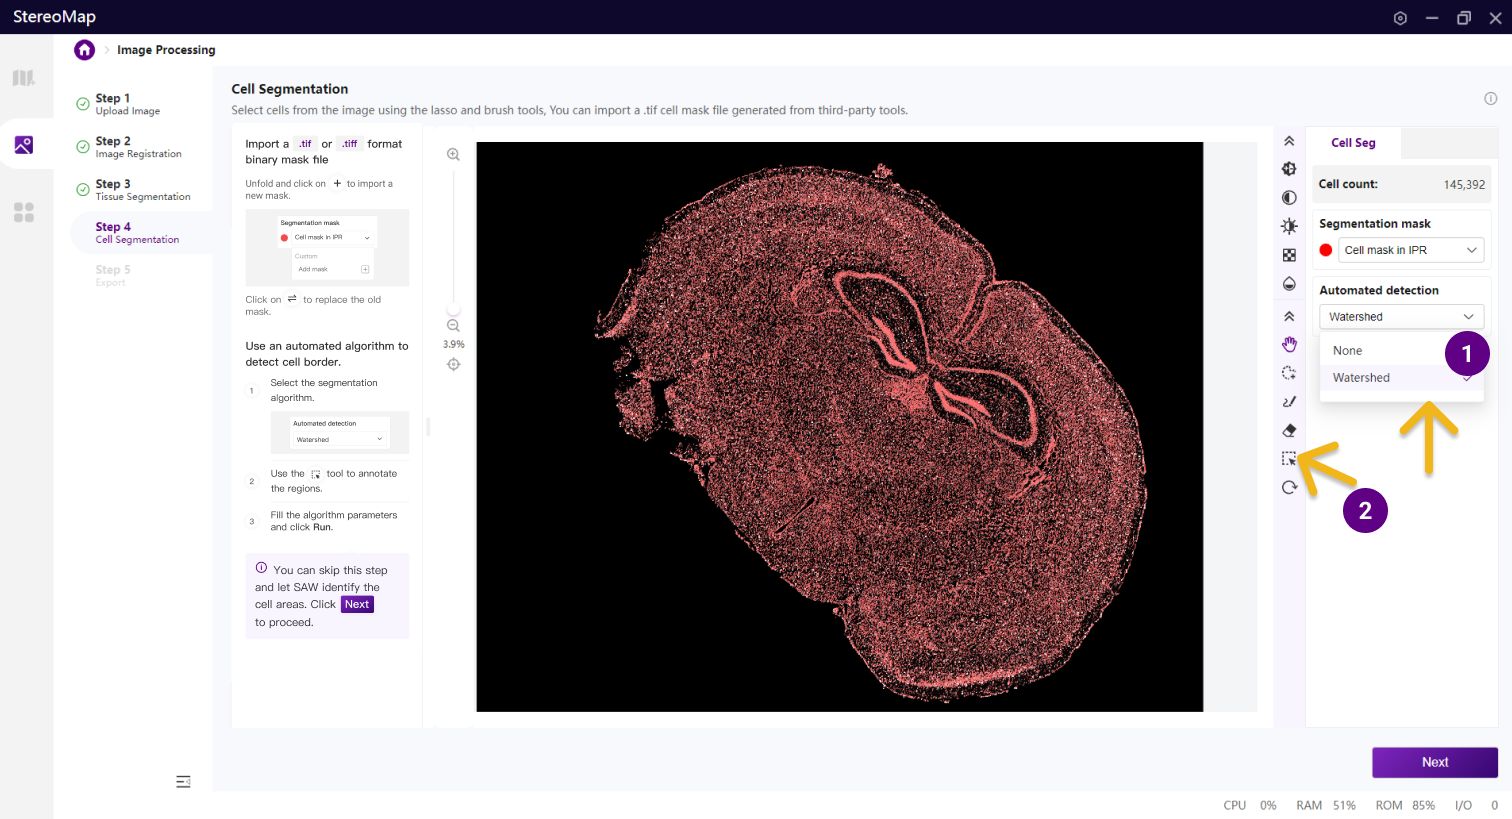 StereoMap
Image Processing
Step 1
Upload Image
Step 2
Image Registration
Step 3
Tissue Segmentation
Step 4
Cell Segmentation
Step 5
Export
Cell Segmentation
Select cells from the image using the lasso and brush tools, You can import a .tif cell mask file generated from third-party tools.
Import a .tif or .tiff format
binary mask file
Unfold and click on + to import a
new mask.
Segmentation mask
Cell mask in IPR
Custom
Add mask
Click on ⇌ to replace the old
mask.
Use an automated algorithm to
detect cell border.
1 Select the segmentation
algorithm.
Automated detection
Watershed
2 Use the tool to annotate
the regions.
3 Fill the algorithm parameters
and click Run.
You can skip this step
and let SAW identify the
cell areas. Click Next
to proceed.
3.9%
Cell Seg
Cell count: 145,392
Segmentation mask
Cell mask in IPR
Automated detection
Watershed
None
Watershed
1
2
Next
CPU 0% RAM 51% ROM 85% I/O 0